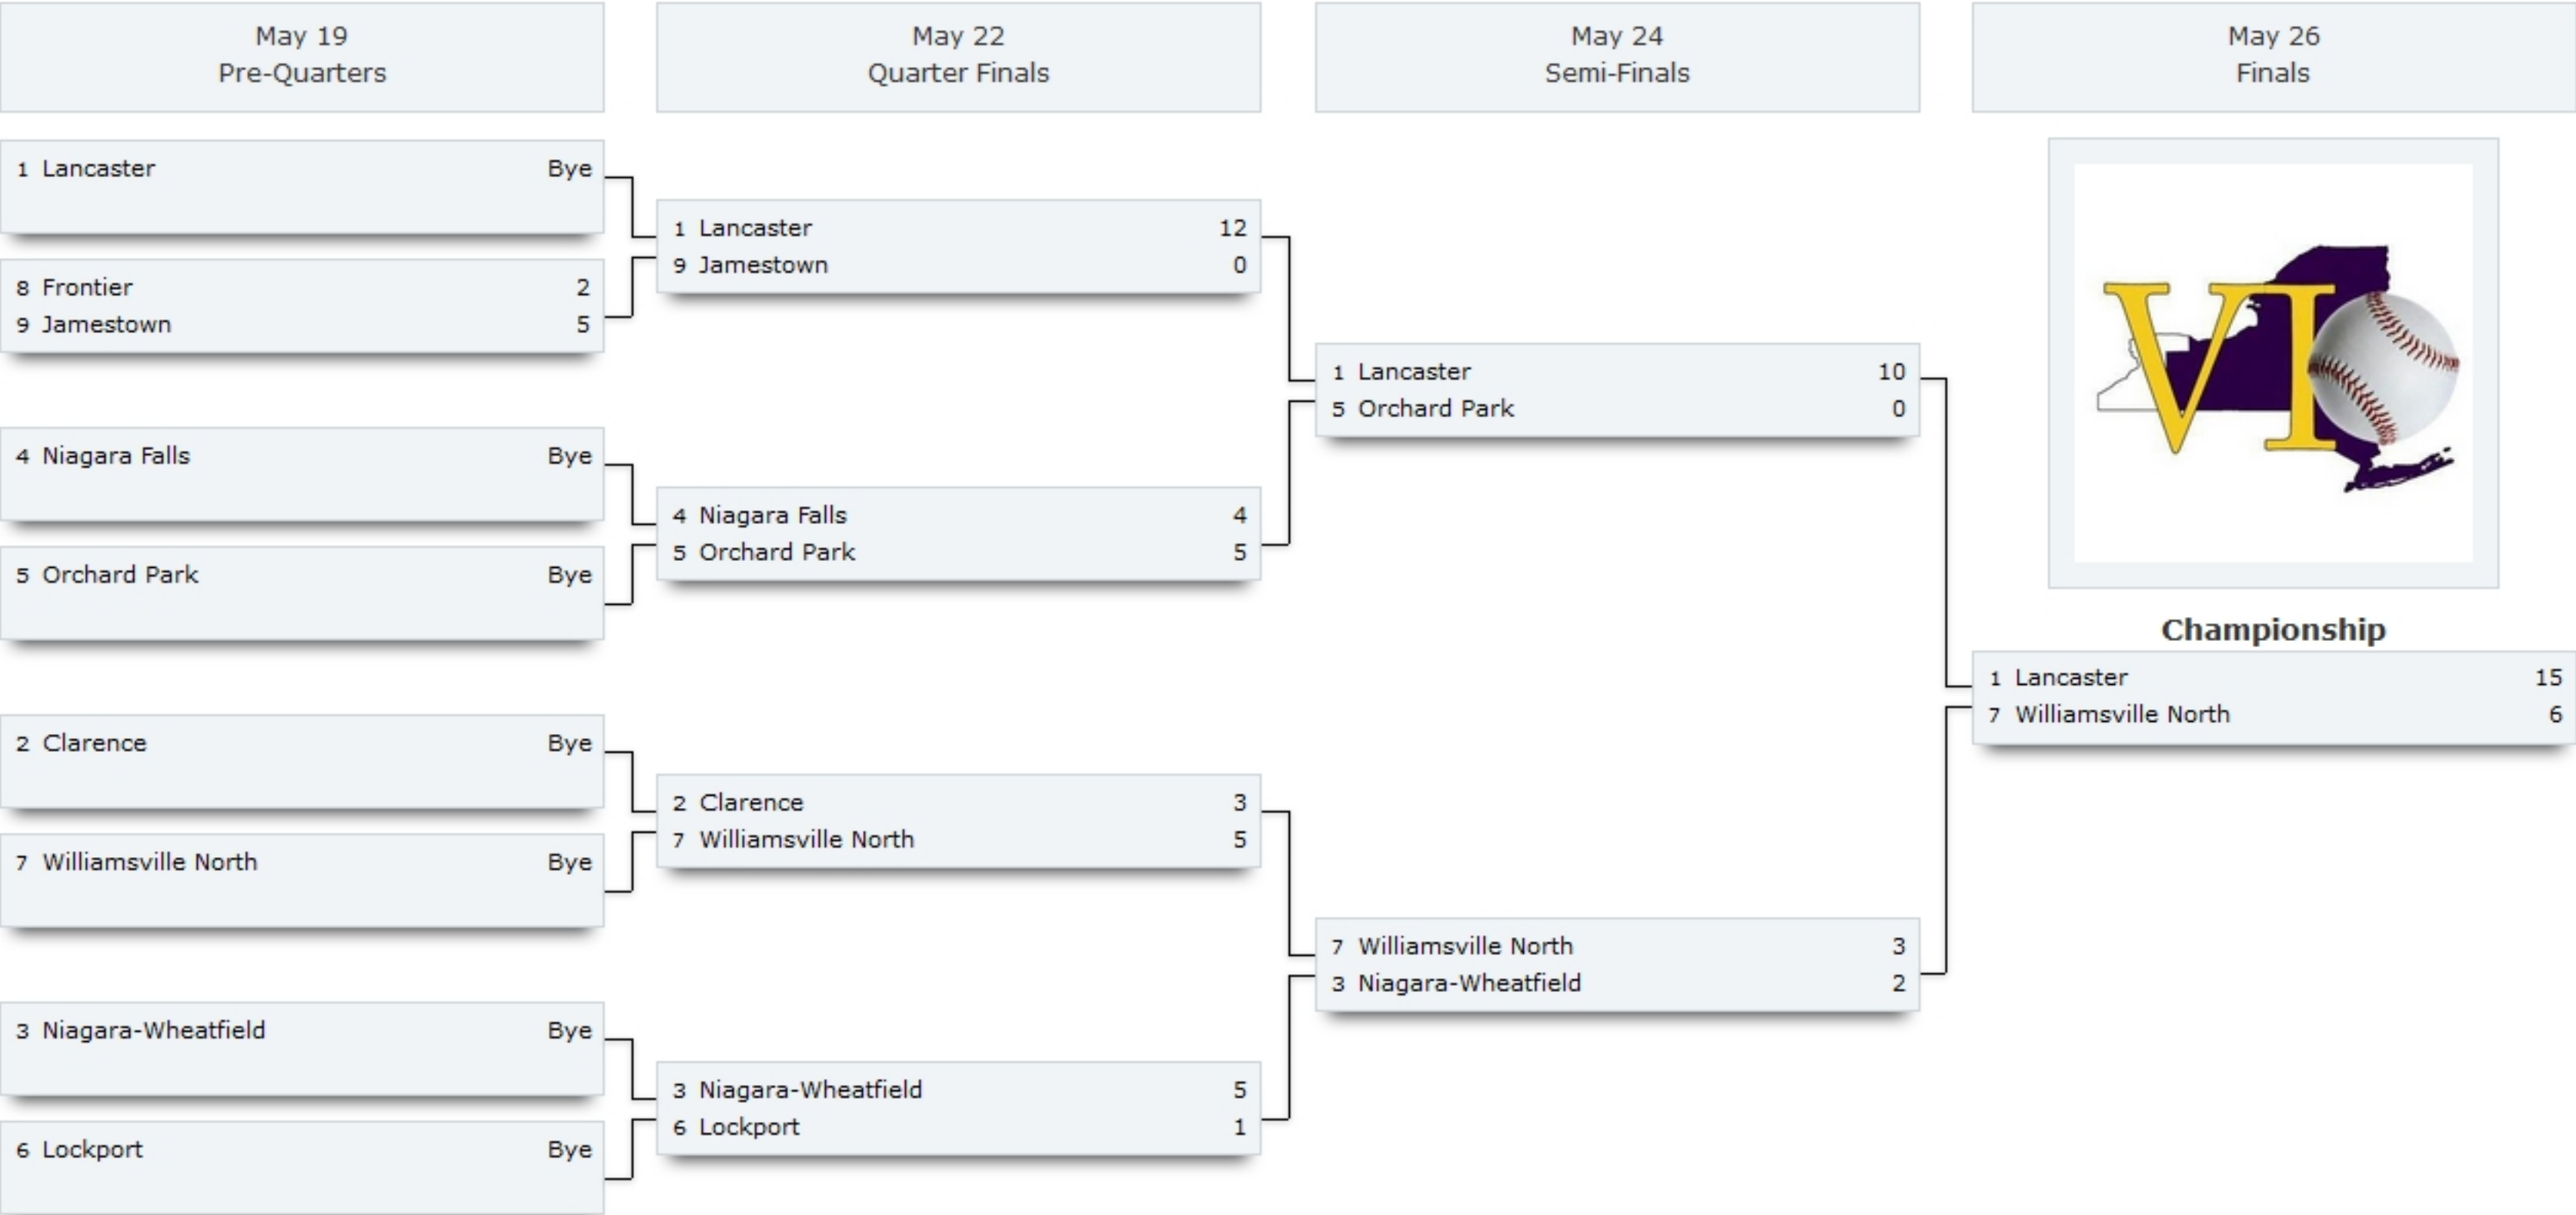 May 19
Pre-Quarters
May 22
Quarter Finals
May 24
Semi-Finals
May 26
Finals
1 Lancaster Bye
8 Frontier 2
9 Jamestown 5
4 Niagara Falls Bye
5 Orchard Park Bye
2 Clarence Bye
7 Williamsville North Bye
3 Niagara-Wheatfield Bye
6 Lockport Bye
1 Lancaster 12
9 Jamestown 0
4 Niagara Falls 4
5 Orchard Park 5
2 Clarence 3
7 Williamsville North 5
3 Niagara-Wheatfield 5
6 Lockport 1
1 Lancaster 10
5 Orchard Park 0
7 Williamsville North 3
3 Niagara-Wheatfield 2
VI
Championship
1 Lancaster 15
7 Williamsville North 6